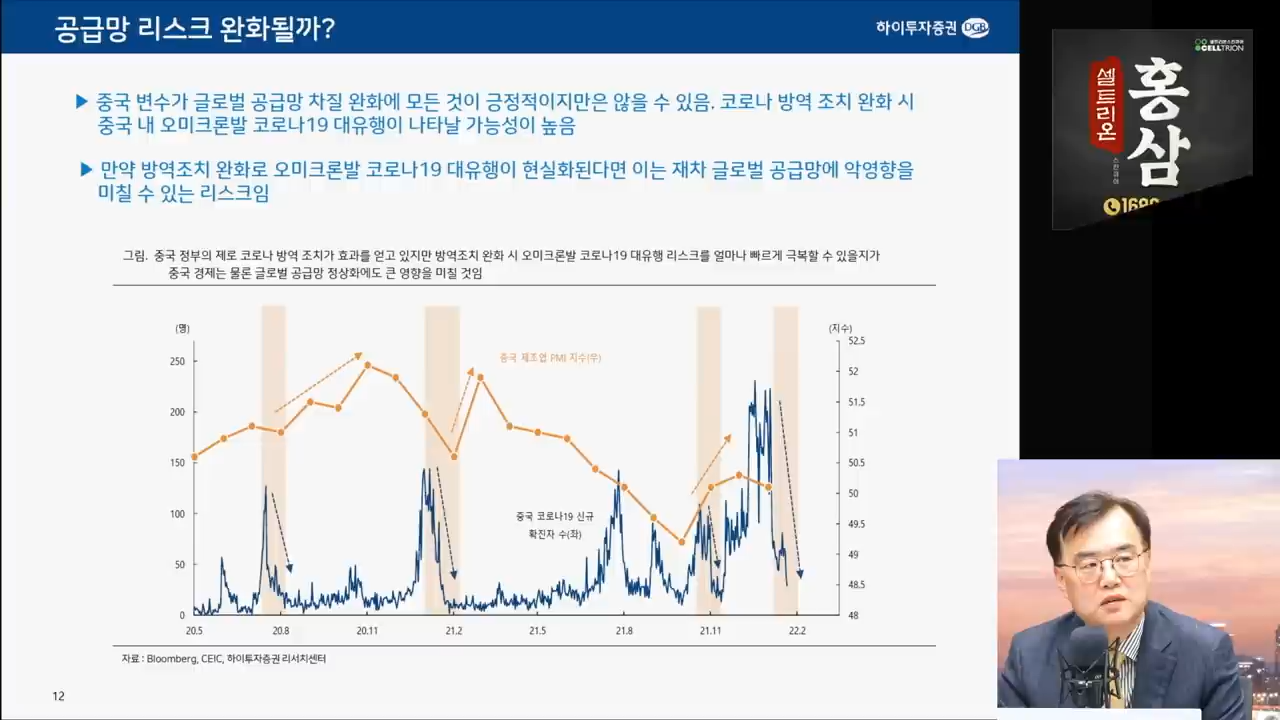 공급망 리스크 완화될까?
하이투자증권 DGB
▶ 중국 변수가 글로벌 공급망 차질 완화에 모든 것이 긍정적이지만은 않을 수 있음. 코로나 방역 조치 완화 시
중국 내 오미크론발 코로나19 대유행이 나타날 가능성이 높음
▶ 만약 방역조치 완화로 오미크론발 코로나19 대유행이 현실화된다면 이는 재차 글로벌 공급망에 악영향을
미칠 수 있는 리스크임
그림. 중국 정부의 제로 코로나 방역 조치가 효과를 얻고 있지만 방역조치 완화 시 오미크론발 코로나19 대유행 리스크를 얼마나 빠르게 극복할 수 있을지가
중국 경제는 물론 글로벌 공급망 정상화에도 큰 영향을 미칠 것임
(명)
(지수)
250
200
150
100
50
0
52.5
52
51.5
51
50.5
50
49.5
49
48.5
48
중국 제조업 PMI 지수(우)
중국 코로나19 신규
확진자 수(좌)
20.5 20.8 20.11 21.2 21.5 21.8 21.11 22.2
자료 : Bloomberg, CEIC, 하이투자증권 리서치센터
12
CELLTRION
셀트리온
홍삼